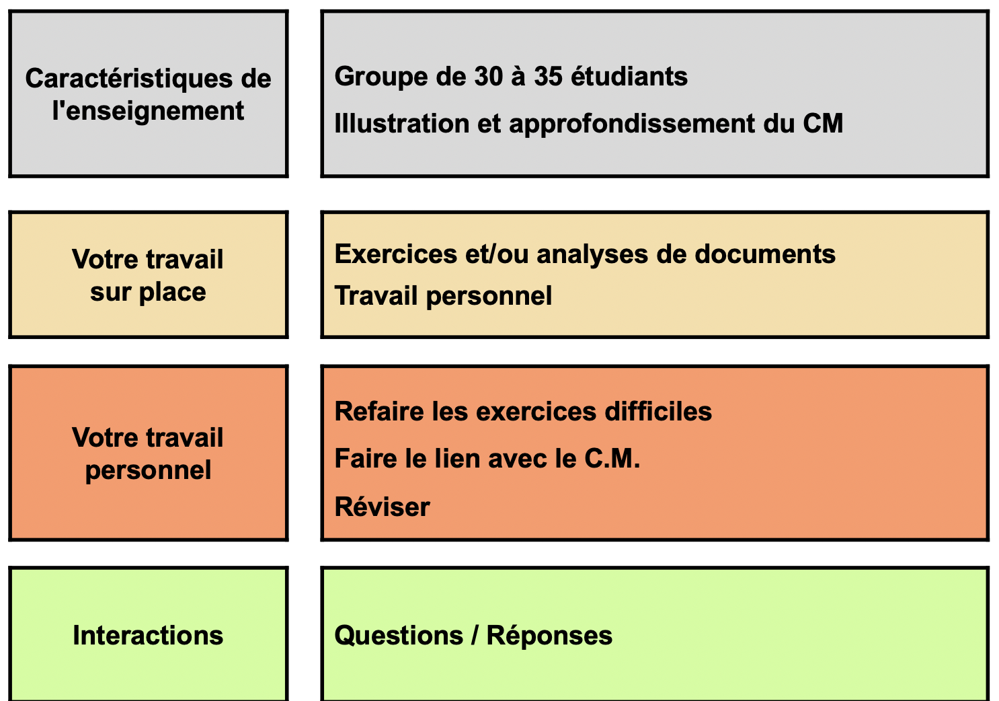 Caractéristiques de
l'enseignement
Groupe de 30 à 35 étudiants
Illustration et approfondissement du CM
Votre travail
sur place
Exercices et/ou analyses de documents
Travail personnel
Votre travail
personnel
Refaire les exercices difficiles
Faire le lien avec le C.M.
Réviser
Interactions
Questions / Réponses